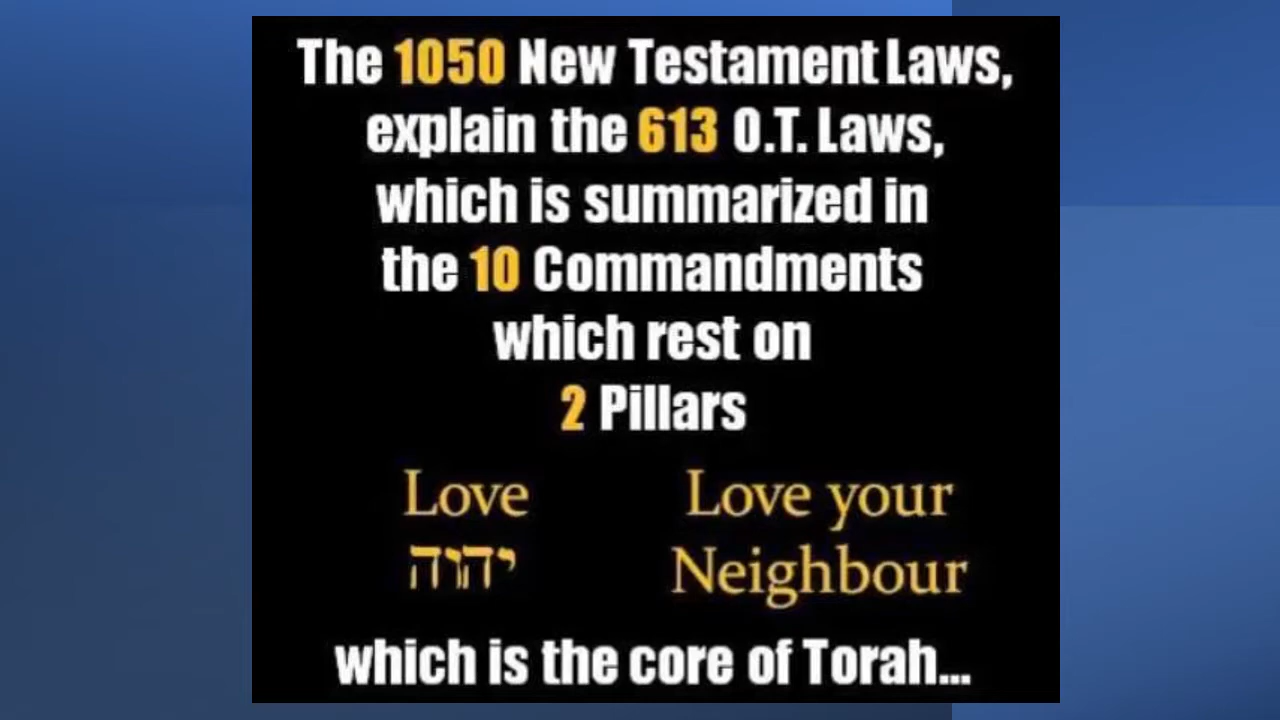 The 1050 New Testament Laws,
explain the 613 O.T. Laws,
which is summarized in
the 10 Commandments
which rest on
2 Pillars
Love
יהוה
Love your
Neighbour
which is the core of Torah...